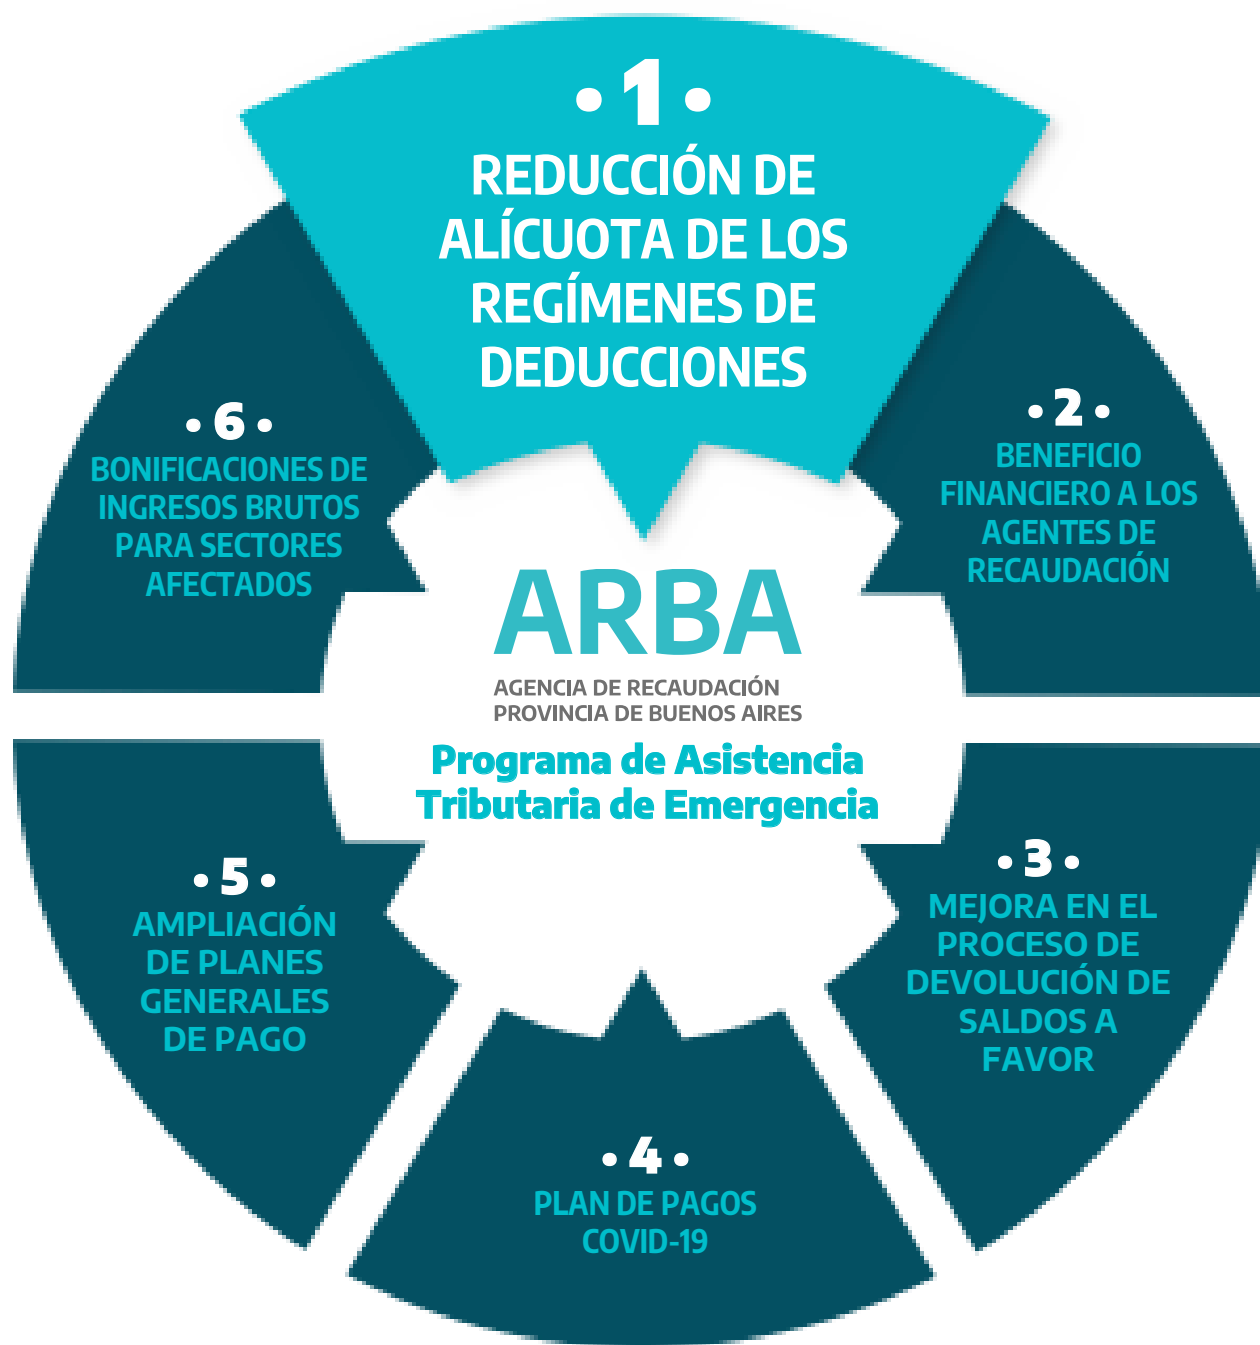 • 1 •
REDUCCIÓN DE
ALÍCUOTA DE LOS
REGÍMENES DE
DEDUCCIONES
• 2 •
BENEFICIO
FINANCIERO A LOS
AGENTES DE
RECAUDACIÓN
• 3 •
MEJORA EN EL
PROCESO DE
DEVOLUCIÓN DE
SALDOS A
FAVOR
• 4 •
PLAN DE PAGOS
COVID-19
• 5 •
AMPLIACIÓN
DE PLANES
GENERALES
DE PAGO
• 6 •
BONIFICACIONES DE
INGRESOS BRUTOS
PARA SECTORES
AFECTADOS
ARBA
AGENCIA DE RECAUDACIÓN
PROVINCIA DE BUENOS AIRES
Programa de Asistencia
Tributaria de Emergencia